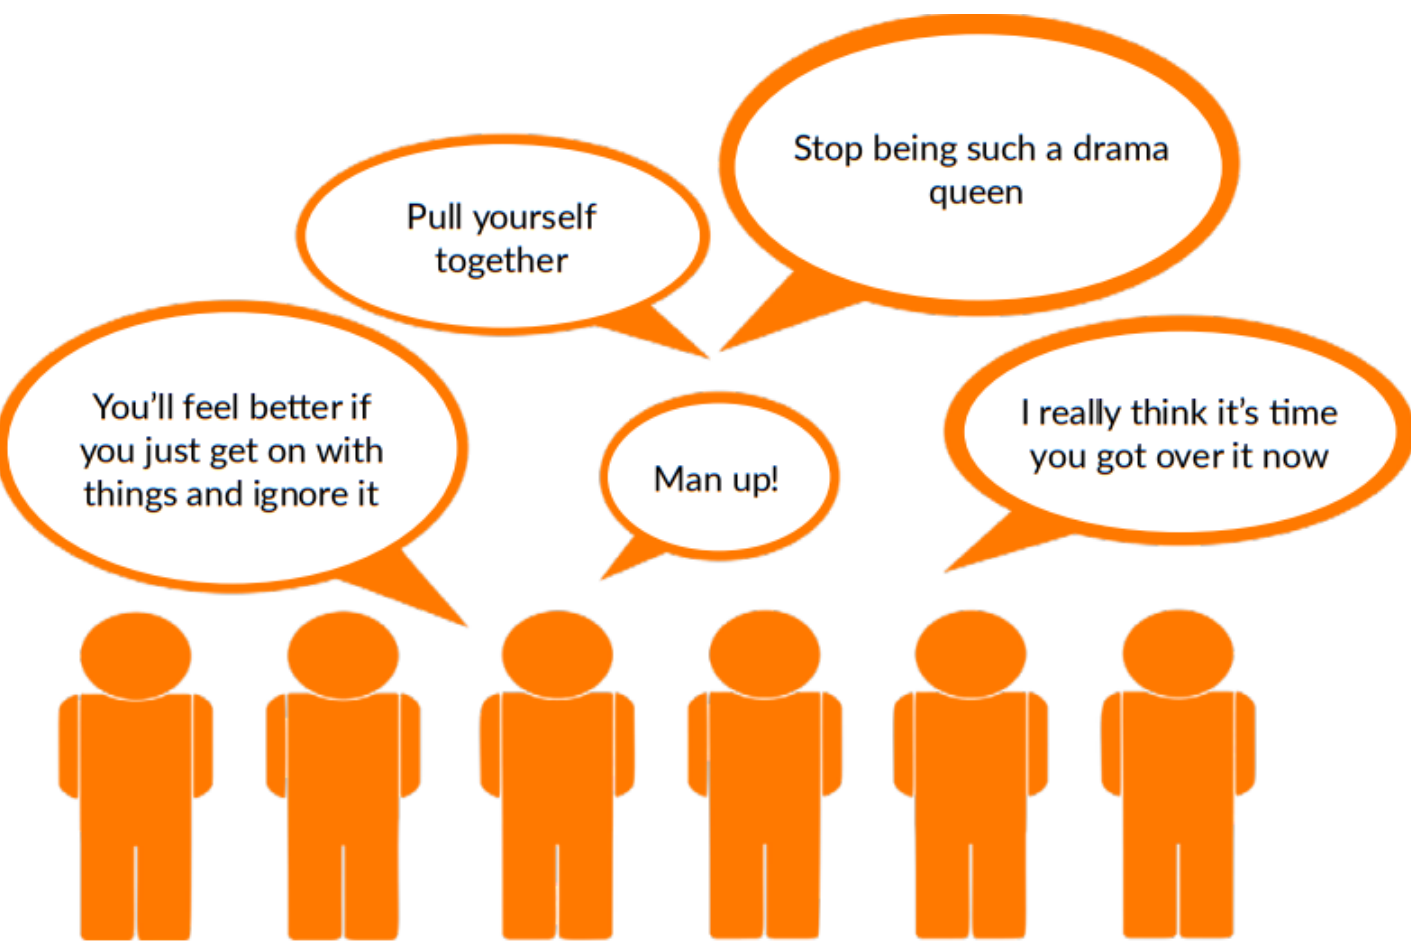 Stop being such a drama
queen
Pull yourself
together
You’ll feel better if
you just get on with
things and ignore it
Man up!
I really think it’s time
you got over it now